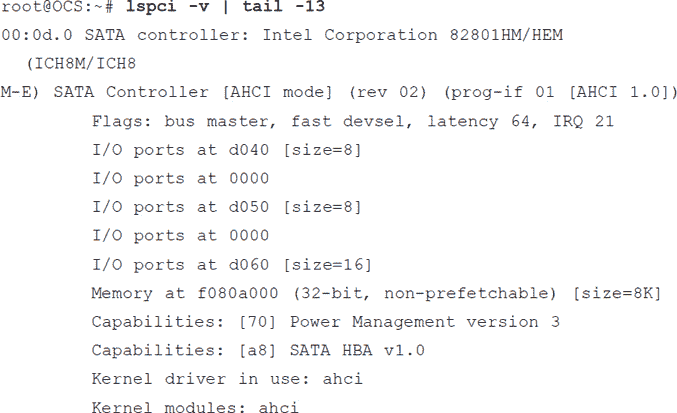 root@OCS:~# lspci -v | tail -13
00:0d.0 SATA controller: Intel Corporation 82801HM/HEM
(ICH8M/ICH8
M-E) SATA Controller [AHCI mode] (rev 02) (prog-if 01 [AHCI 1.0])
Flags: bus master, fast devsel, latency 64, IRQ 21
I/O ports at d040 [size=8]
I/O ports at 0000
I/O ports at d050 [size=8]
I/O ports at 0000
I/O ports at d060 [size=16]
Memory at f080a000 (32-bit, non-prefetchable) [size=8K]
Capabilities: [70] Power Management version 3
Capabilities: [a8] SATA HBA v1.0
Kernel driver in use: ahci
Kernel modules: ahci